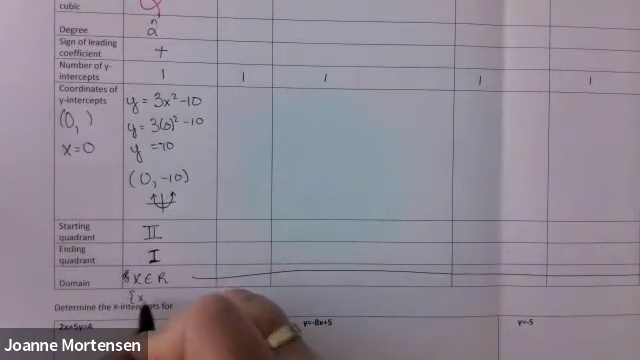 cubic Q
Degree 2
Sign of leading coefficient +
Number of y-intercepts 1 1 1 1 1
Coordinates of y-intercepts
(0, )
x = 0
y = 3x² -10
y = 3(0)² -10
y = -10
(0, -10)
Starting quadrant II
Ending quadrant I
Domain X ∈ R
{x
Determine the x-intercepts for
2x+5y=4
y=-8x+5
y=-5
Joanne Mortensen